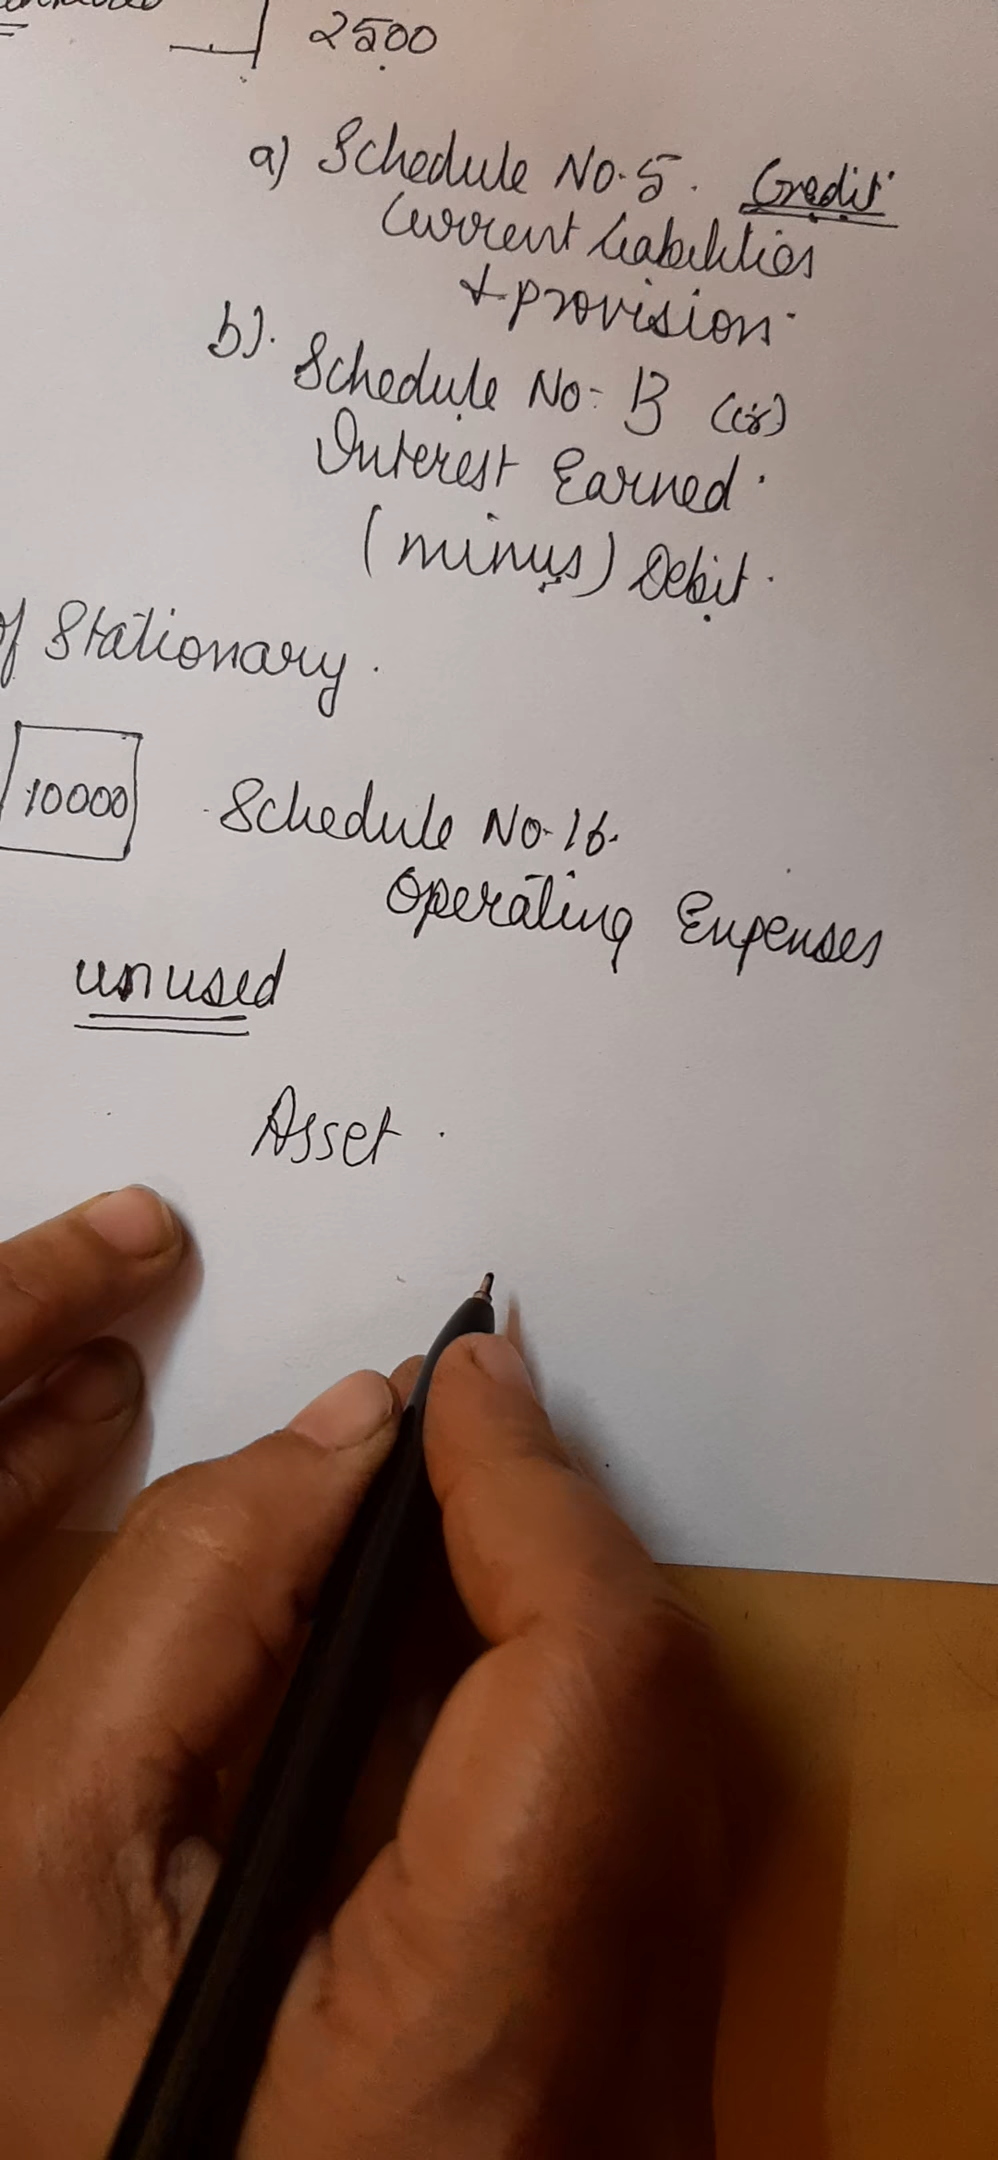 2500
a) Schedule No. 5. Credit
Current liabilities
+ provision.
b). Schedule No: 13
Interest Earned.
(minus) Debit.
of Stationary.
10000 Schedule No. 16.
Operating Expenses
unused
Asset.